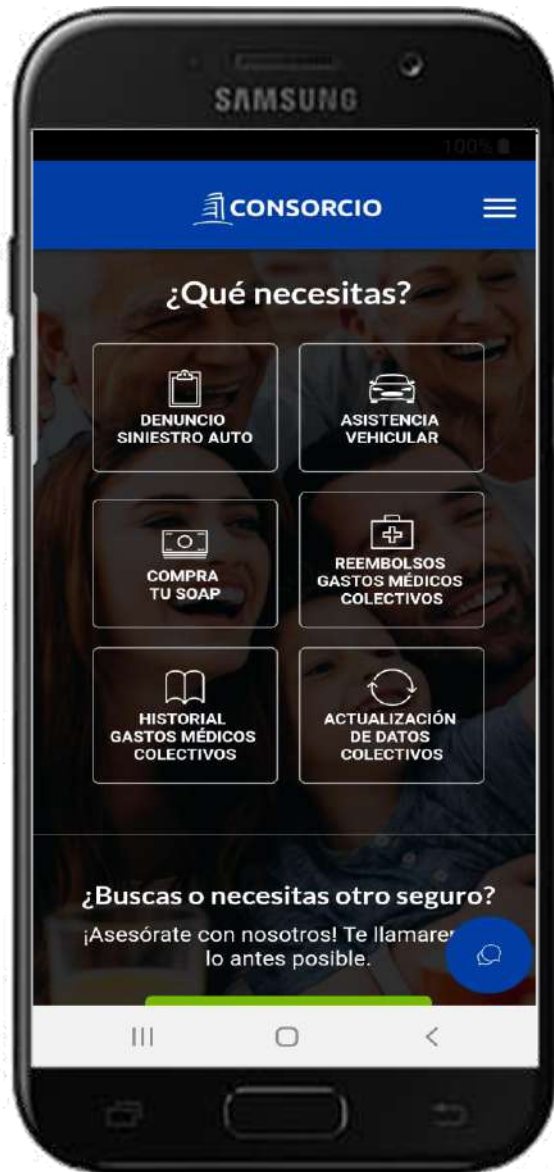 SAMSUNG
100%
CONSORCIO
¿Qué necesitas?
DENUNCIO
SINIESTRO AUTO
ASISTENCIA
VEHICULAR
COMPRA
TU SOAP
REEMBOLSOS
GASTOS MÉDICOS
COLECTIVOS
HISTORIAL
GASTOS MÉDICOS
COLECTIVOS
ACTUALIZACIÓN
DE DATOS
COLECTIVOS
¿Buscas o necesitas otro seguro?
¡Asesórate con nosotros! Te
lo antes posible.